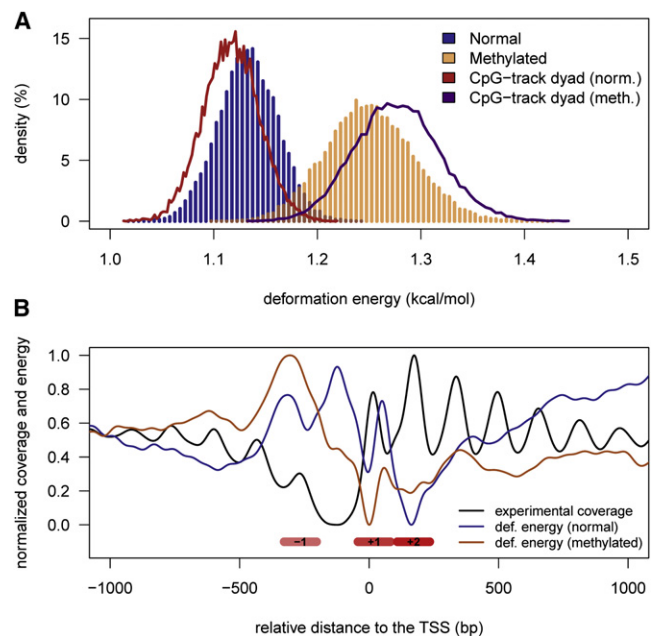 A
density (%)
15
10
5
0
Normal
Methylated
CpG-track dyad (norm.)
CpG-track dyad (meth.)
1.0 1.1 1.2 1.3 1.4 1.5
deformation energy (kcal/mol)
B
normalized coverage and energy
1.0
0.8
0.6
0.4
0.2
0.0
experimental coverage
def. energy (normal)
def. energy (methylated)
-1 +1 +2
-1000 -500 0 500 1000
relative distance to the TSS (bp)